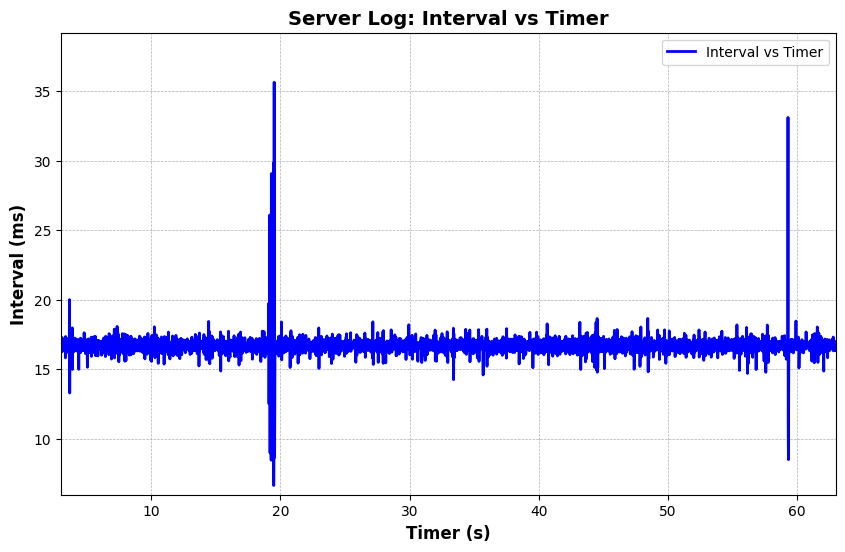 Server Log: Interval vs Timer
Interval vs Timer
35
30
25
20
15
10
Interval (ms)
10 20 30 40 50 60
Timer (s)